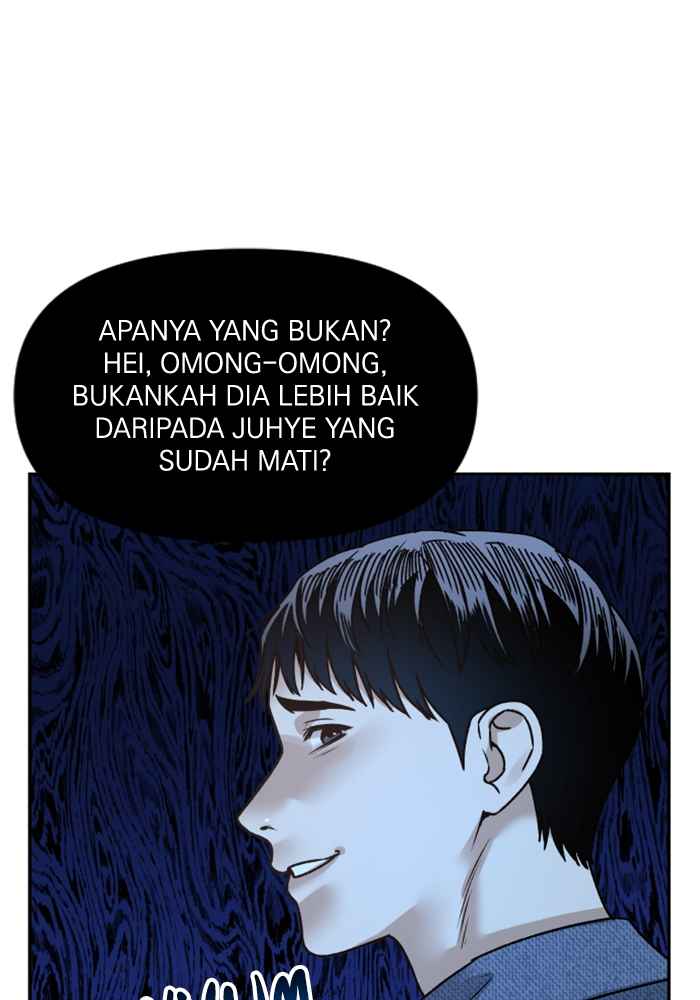 APANYA YANG BUKAN?
HEI, OMONG-OMONG,
BUKANKAH DIA LEBIH BAIK
DARIPADA JUHYE YANG
SUDAH MATI?